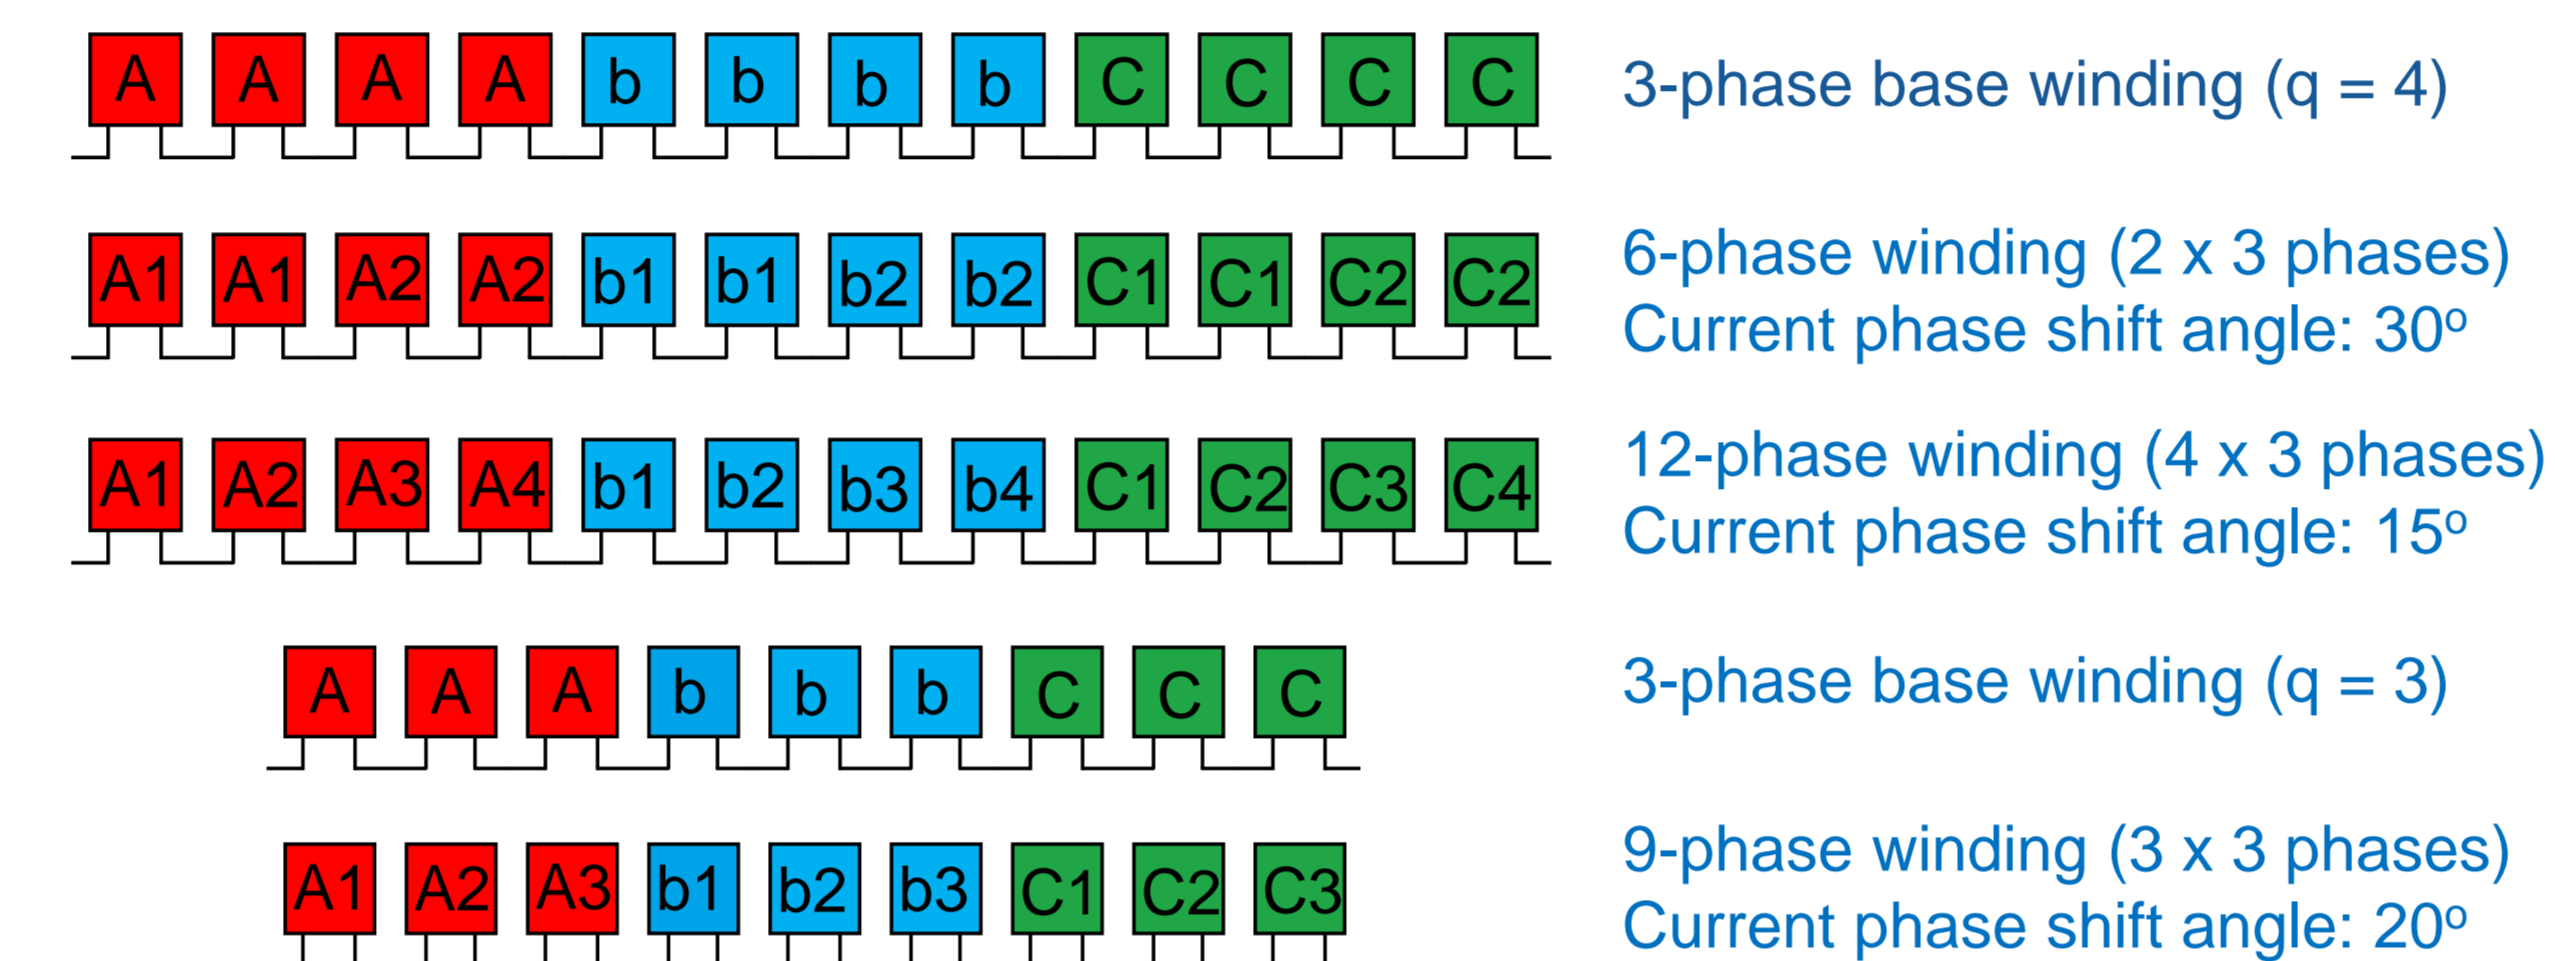 A A A A b b b b C C C C 3-phase base winding (q = 4)
A1 A1 A2 A2 b1 b1 b2 b2 C1 C1 C2 C2 6-phase winding (2 x 3 phases)
Current phase shift angle: 30º
A1 A2 A3 A4 b1 b2 b3 b4 C1 C2 C3 C4 12-phase winding (4 x 3 phases)
Current phase shift angle: 15º
A A A b b b C C C 3-phase base winding (q = 3)
A1 A2 A3 b1 b2 b3 C1 C2 C3 9-phase winding (3 x 3 phases)
Current phase shift angle: 20º